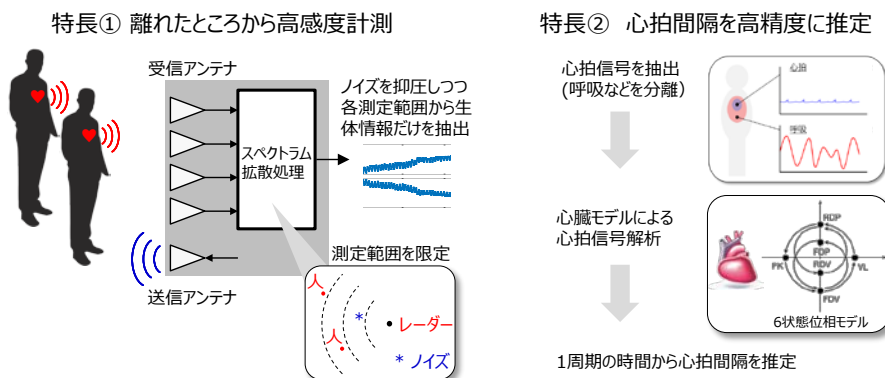 特長① 離れたところから高感度計測
受信アンテナ
ノイズを抑圧しつつ
各測定範囲から生
体情報だけを抽出
スペクトラム
拡散処理
測定範囲を限定
送信アンテナ
人
人
*
レーダー
* ノイズ
特長② 心拍間隔を高精度に推定
心拍信号を抽出
(呼吸などを分離)
心拍
呼吸
心臓モデルによる
心拍信号解析
RDP
FDP
PK
VL
RDV
FDV
6状態位相モデル
1周期の時間から心拍間隔を推定